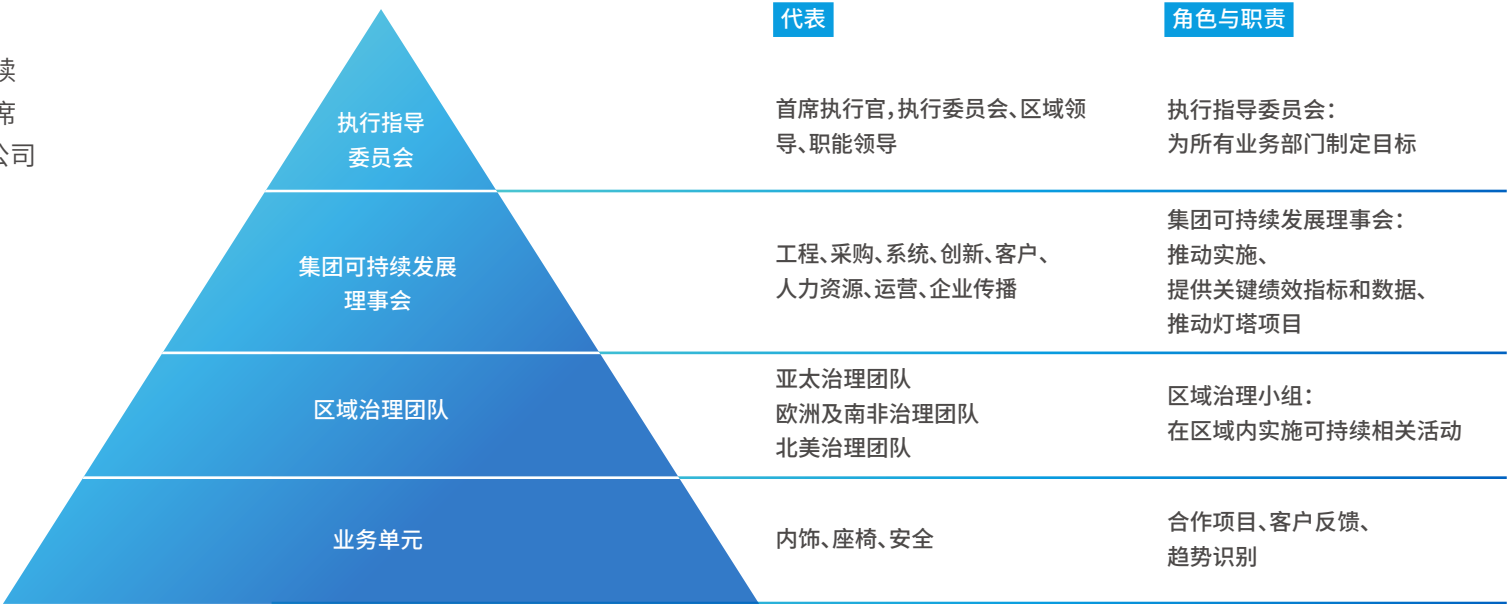 代表
角色与职责
续
席
公司
执行指导
委员会
首席执行官，执行委员会、区域领
导、职能领导
执行指导委员会：
为所有业务部门制定目标
集团可持续发展
理事会
工程、采购、系统、创新、客户、
人力资源、运营、企业传播
集团可持续发展理事会：
推动实施、
提供关键绩效指标和数据、
推动灯塔项目
区域治理团队
亚太治理团队
欧洲及南非治理团队
北美治理团队
区域治理小组：
在区域内实施可持续相关活动
业务单元
内饰、座椅、安全
合作项目、客户反馈、
趋势识别